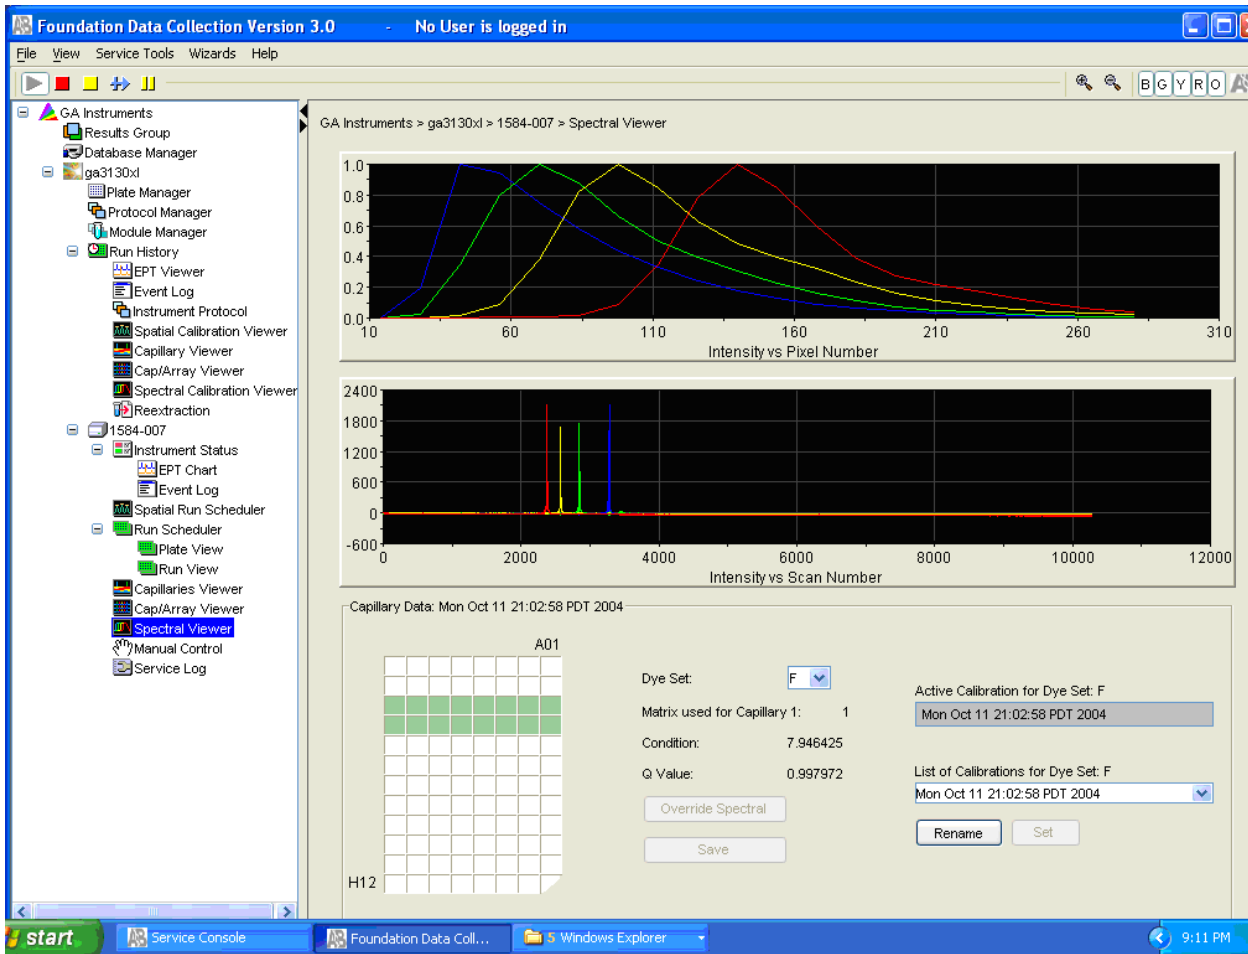 Foundation Data Collection Version 3.0 - No User is logged in
File View Service Tools Wizards Help
B G Y R O
GA Instruments
Results Group
Database Manager
ga3130xl
Plate Manager
Protocol Manager
Module Manager
Run History
EPT Viewer
Event Log
Instrument Protocol
Spatial Calibration Viewer
Capillary Viewer
Cap/Array Viewer
Spectral Calibration Viewer
Reextraction
1584-007
Instrument Status
EPT Chart
Event Log
Spatial Run Scheduler
Run Scheduler
Plate View
Run View
Capillaries Viewer
Cap/Array Viewer
Spectral Viewer
Manual Control
Service Log
GA Instruments > ga3130xl > 1584-007 > Spectral Viewer
1.0
0.8
0.6
0.4
0.2
0.0
10 60 110 160 210 260 310
Intensity vs Pixel Number
2400
1800
1200
600
0
-600
0 2000 4000 6000 8000 10000 12000
Intensity vs Scan Number
Capillary Data: Mon Oct 11 21:02:58 PDT 2004
A01
H12
Dye Set: F
Matrix used for Capillary 1: 1
Condition: 7.946425
Q Value: 0.997972
Override Spectral
Save
Active Calibration for Dye Set: F
Mon Oct 11 21:02:58 PDT 2004
List of Calibrations for Dye Set: F
Mon Oct 11 21:02:58 PDT 2004
Rename Set
start Service Console Foundation Data Coll... 5 Windows Explorer 9:11 PM